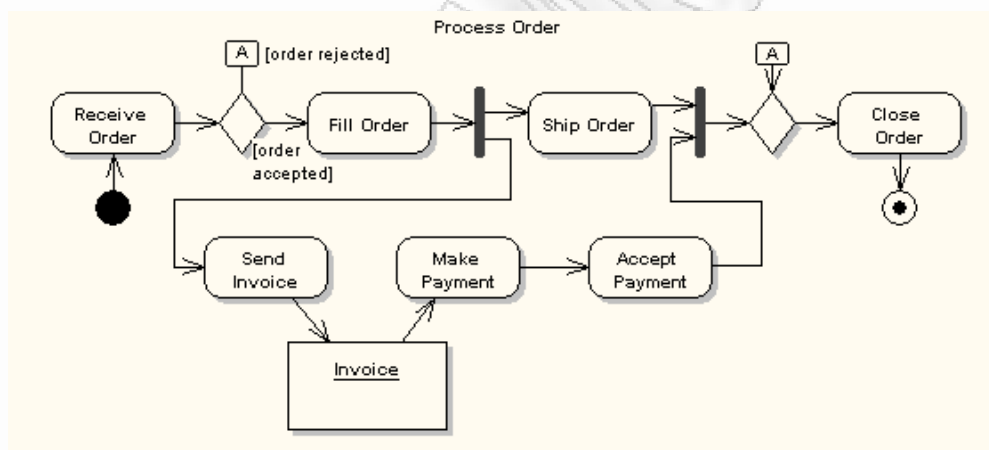 Process Order
A [order rejected]
A
Receive
Order
Fill Order
Ship Order
Close
Order
[order
accepted]
Send
Invoice
Make
Payment
Accept
Payment
Invoice